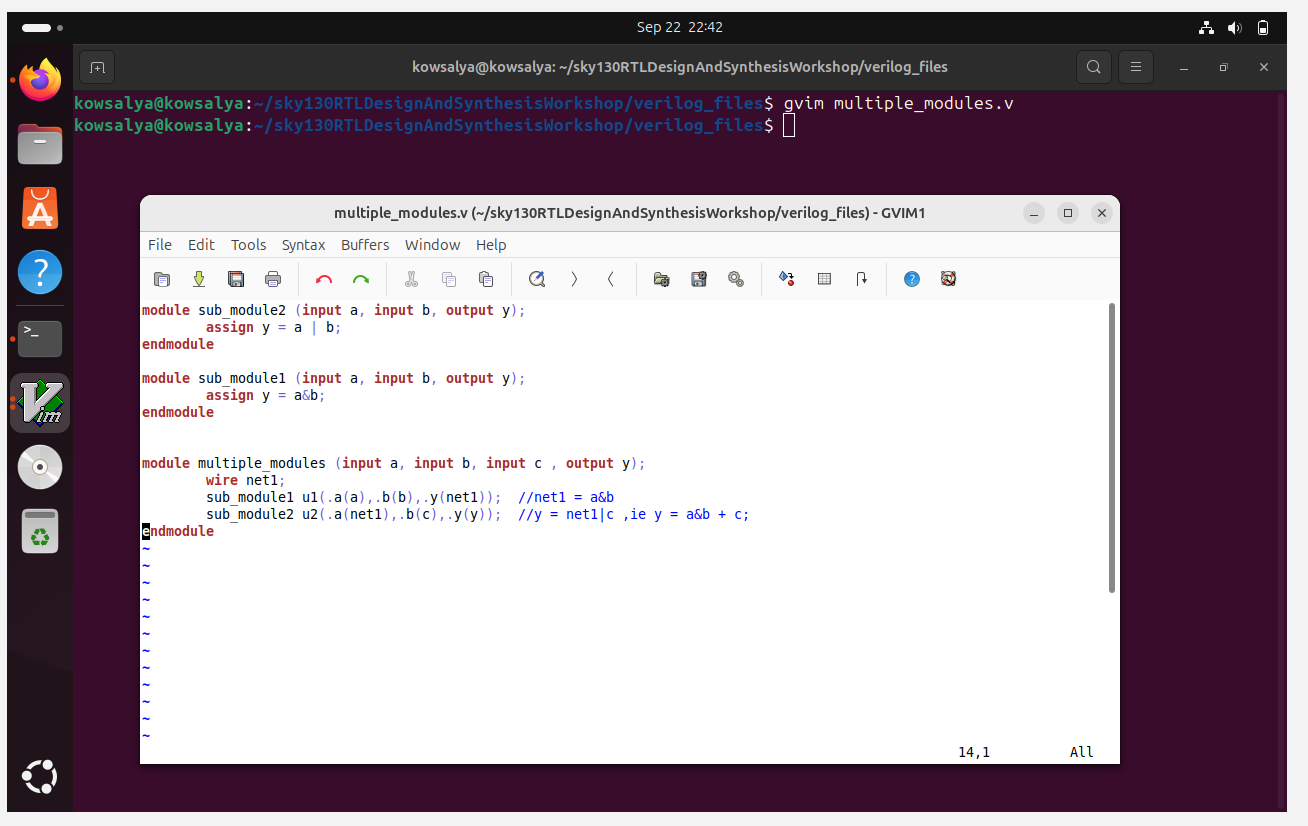 Sep 22 22:42
kowsalya@kowsalya: ~/sky130RTLDesignAndSynthesisWorkshop/verilog_files
kowsalya@kowsalya:~/sky130RTLDesignAndSynthesisWorkshop/verilog_files$ gvim multiple_modules.v
kowsalya@kowsalya:~/sky130RTLDesignAndSynthesisWorkshop/verilog_files$
multiple_modules.v (~/sky130RTLDesignAndSynthesisWorkshop/verilog_files) - GVIM1
File Edit Tools Syntax Buffers Window Help
module sub_module2 (input a, input b, output y);
        assign y = a | b;
endmodule
module sub_module1 (input a, input b, output y);
        assign y = a&b;
endmodule
module multiple_modules (input a, input b, input c , output y);
        wire net1;
        sub_module1 u1(.a(a),.b(b),.y(net1));  //net1 = a&b
        sub_module2 u2(.a(net1),.b(c),.y(y));  //y = net1|c ,ie y = a&b + c;
endmodule
~
~
~
~
~
~
~
~
~
~
~
~
14,1 All